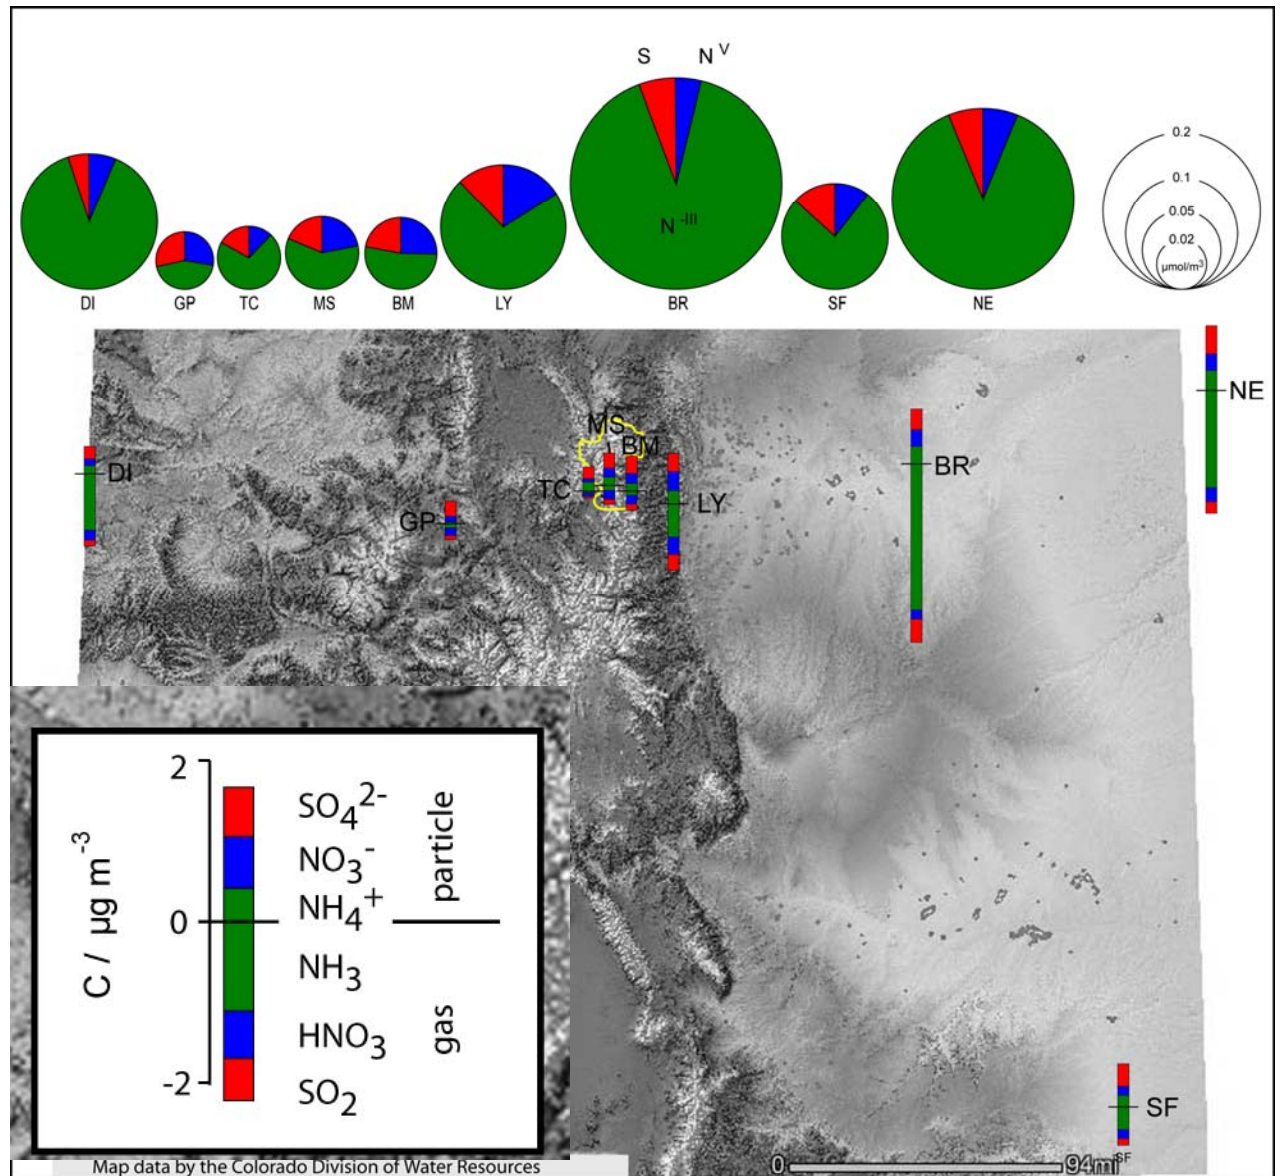 S N V
0.2
0.1
0.05
0.02
µmol/m³
N -III
DI GP TC MS BM LY BR SF NE
NE
MS
BM
BR
DI
TC
LY
GP
2
SO₄²⁻
NO₃⁻
particle
NH₄⁺
0
C / µg m⁻³
NH₃
gas
HNO₃
-2
SO₂
SF
SF
Map data by the Colorado Division of Water Resources
0 94mi